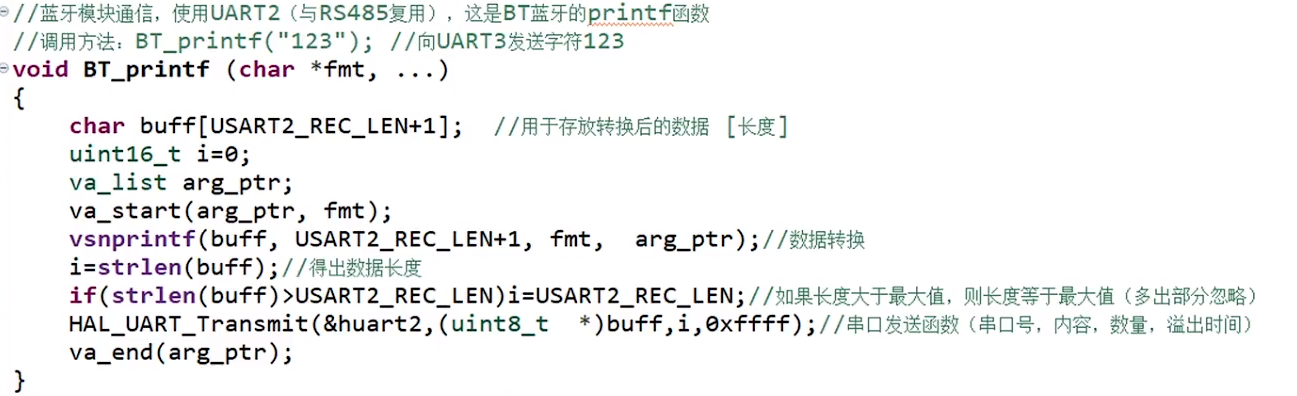 //蓝牙模块通信，使用UART2（与RS485复用），这是BT蓝牙的printf函数
//调用方法：BT_printf("123"); //向UART3发送字符123
void BT_printf (char *fmt, ...)
{
    char buff[USART2_REC_LEN+1];  //用于存放转换后的数据 [长度]
    uint16_t i=0;
    va_list arg_ptr;
    va_start(arg_ptr, fmt);
    vsnprintf(buff, USART2_REC_LEN+1, fmt,  arg_ptr);//数据转换
    i=strlen(buff);//得出数据长度
    if(strlen(buff)>USART2_REC_LEN)i=USART2_REC_LEN;//如果长度大于最大值，则长度等于最大值（多出部分忽略）
    HAL_UART_Transmit(&huart2,(uint8_t  *)buff,i,0xffff);//串口发送函数（串口号，内容，数量，溢出时间）
    va_end(arg_ptr);
}